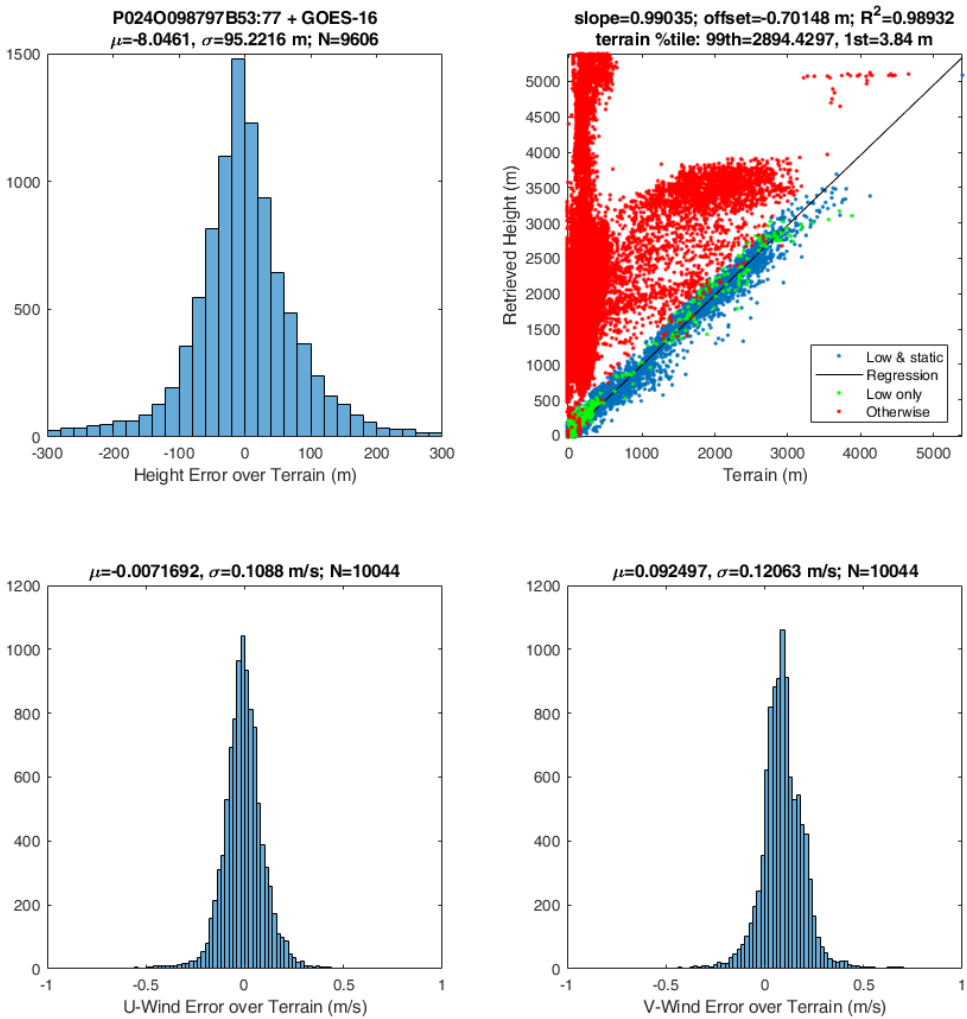 P024O098797B53:77 + GOES-16
μ=-8.0461, σ=95.2216 m; N=9606
1500
1000
500
0
-300 -200 -100 0 100 200 300
Height Error over Terrain (m)
slope=0.99035; offset=-0.70148 m; R²=0.98932
terrain %tile: 99th=2894.4297, 1st=3.84 m
Retrieved Height (m)
5000
4500
4000
3500
3000
2500
2000
1500
1000
500
0
Low & static
Regression
Low only
Otherwise
0 1000 2000 3000 4000 5000
Terrain (m)
μ=-0.0071692, σ=0.1088 m/s; N=10044
1200
1000
800
600
400
200
0
-1 -0.5 0 0.5 1
U-Wind Error over Terrain (m/s)
μ=0.092497, σ=0.12063 m/s; N=10044
1200
1000
800
600
400
200
0
-1 -0.5 0 0.5 1
V-Wind Error over Terrain (m/s)